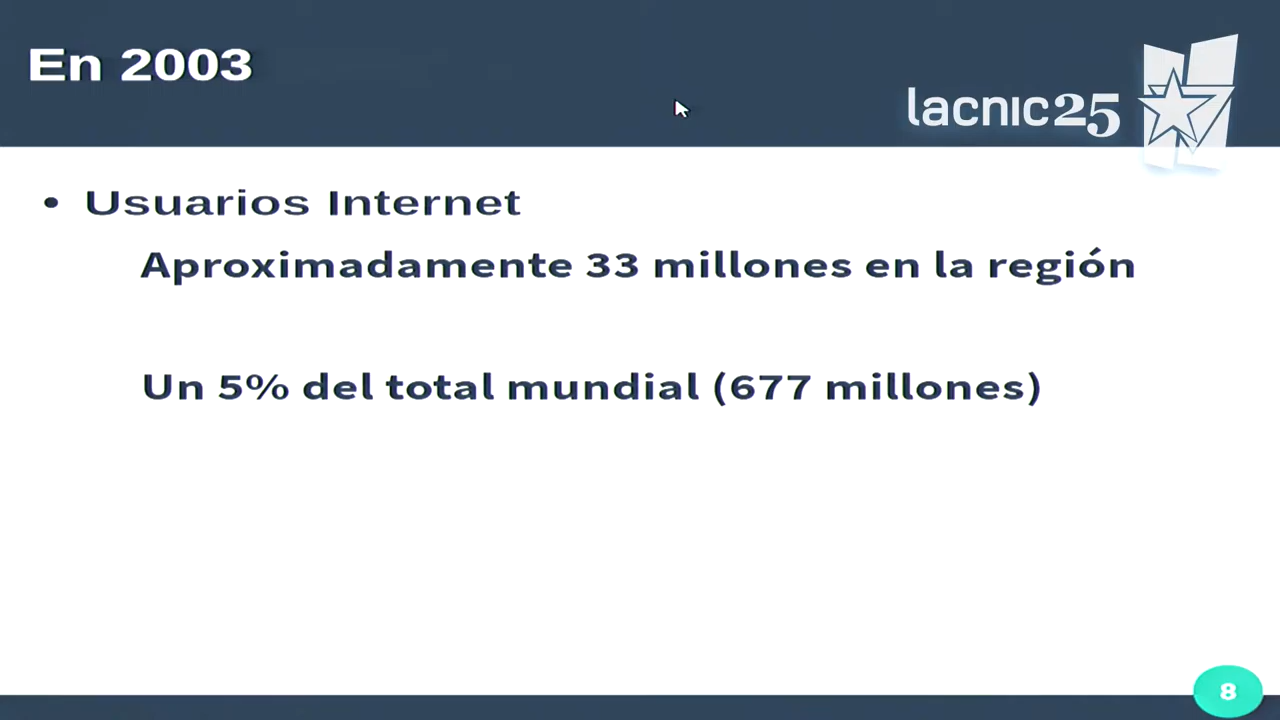 En 2003
lacnic25
• Usuarios Internet
Aproximadamente 33 millones en la región
Un 5% del total mundial (677 millones)
8